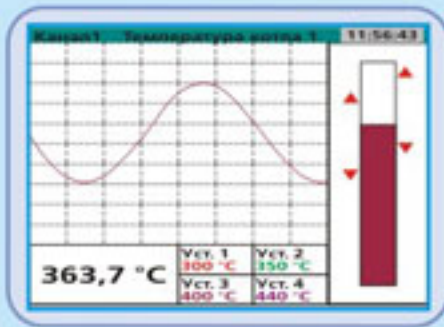 Канал1 Температура котла 1 11:56:43
363,7 °C
Уст. 1 Уст. 2
300 °C 350 °C
Уст. 3 Уст. 4
400 °C 440 °C